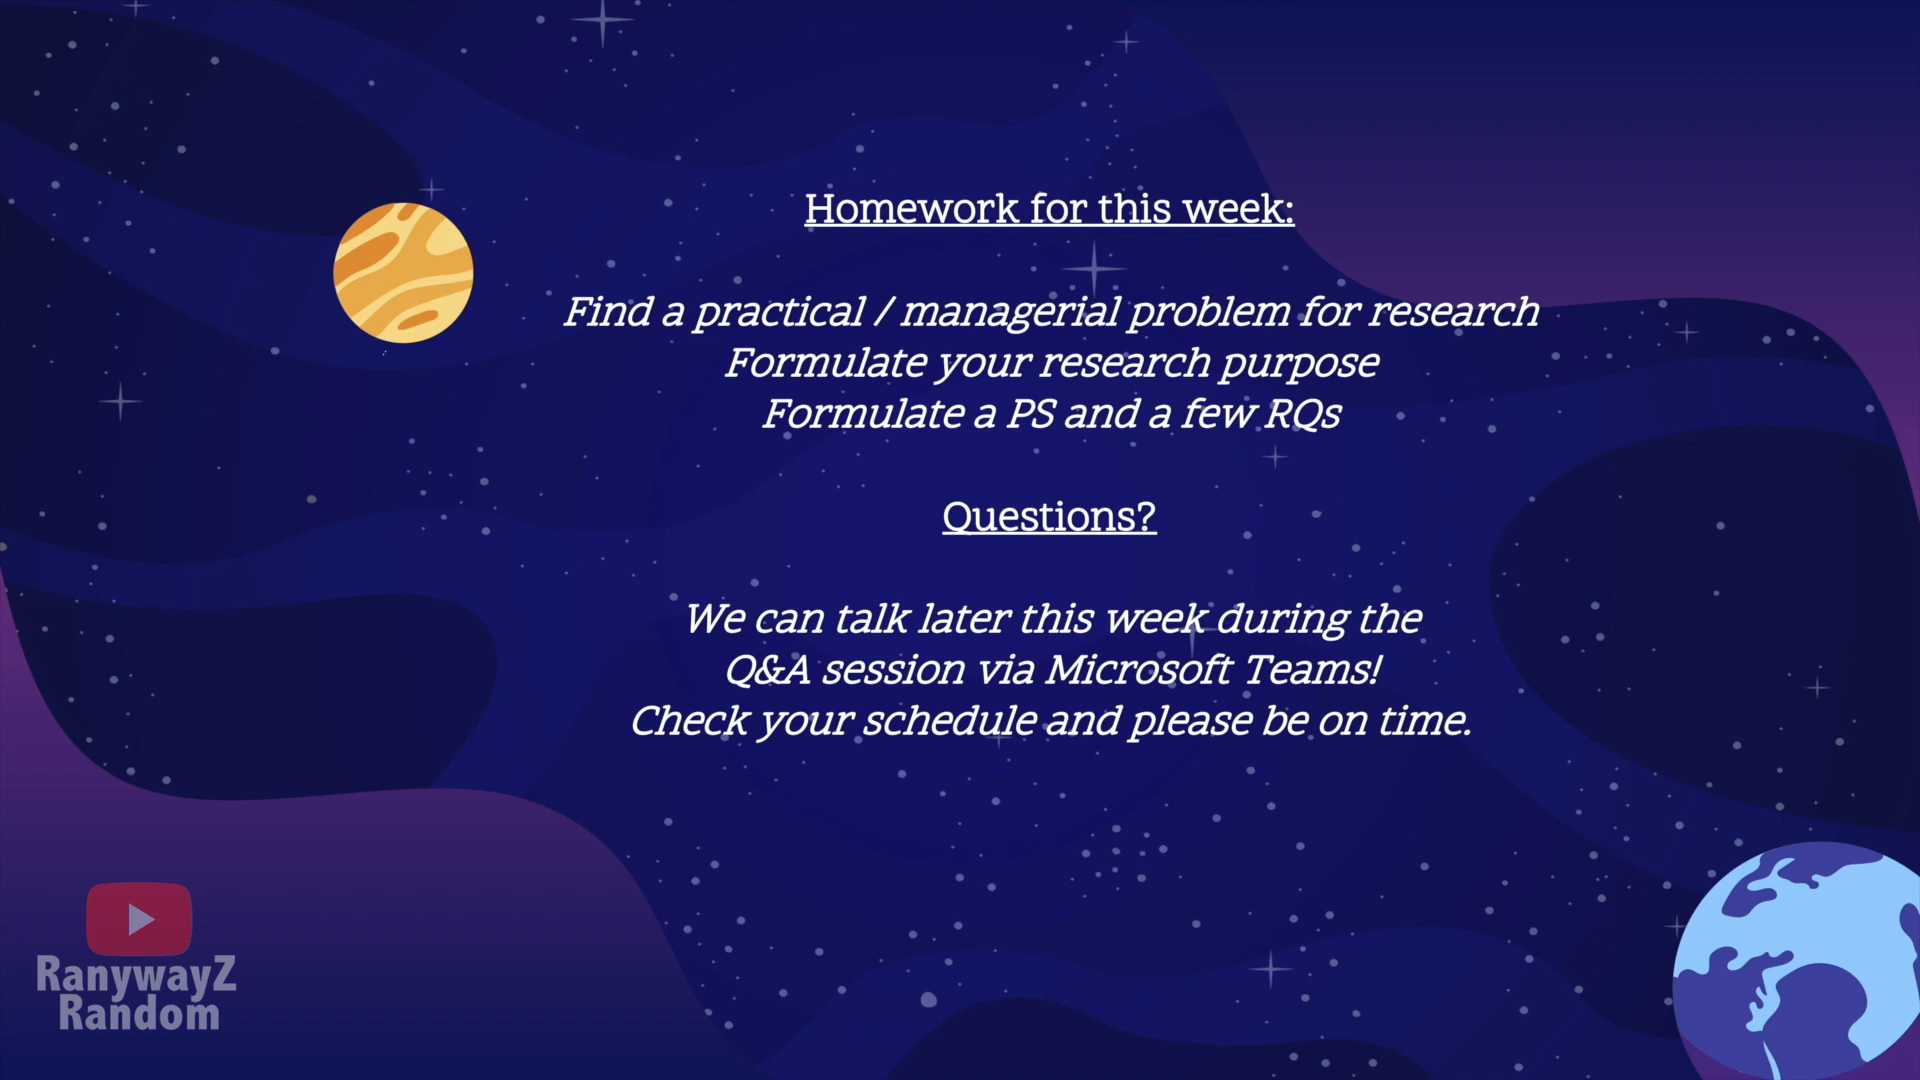 Homework for this week:
Find a practical / managerial problem for research
Formulate your research purpose
Formulate a PS and a few RQs
Questions?
We can talk later this week during the
Q&A session via Microsoft Teams!
Check your schedule and please be on time.
RanywayZ
Random